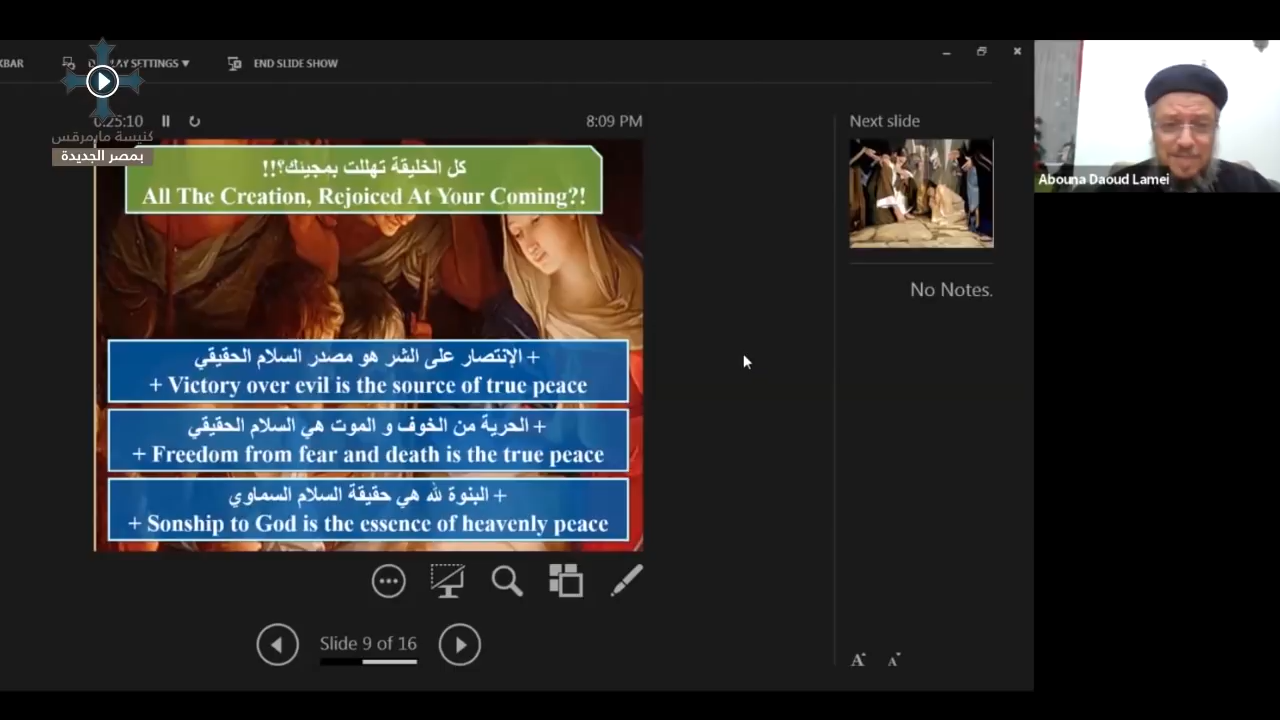 KBAR
SETTINGS ▼
END SLIDE SHOW
كنيسة مارمرقس
بمصر الجديدة
0:25:10
8:09 PM
Next slide
كل الخليقة تهللت بمجيئك؟!!
All The Creation, Rejoiced At Your Coming?!
+ الإنتصار على الشر هو مصدر السلام الحقيقي
+ Victory over evil is the source of true peace
+ الحرية من الخوف و الموت هي السلام الحقيقي
+ Freedom from fear and death is the true peace
+ البنوة لله هي حقيقة السلام السماوي
+ Sonship to God is the essence of heavenly peace
Slide 9 of 16
No Notes.
A A
Abouna Daoud Lamei